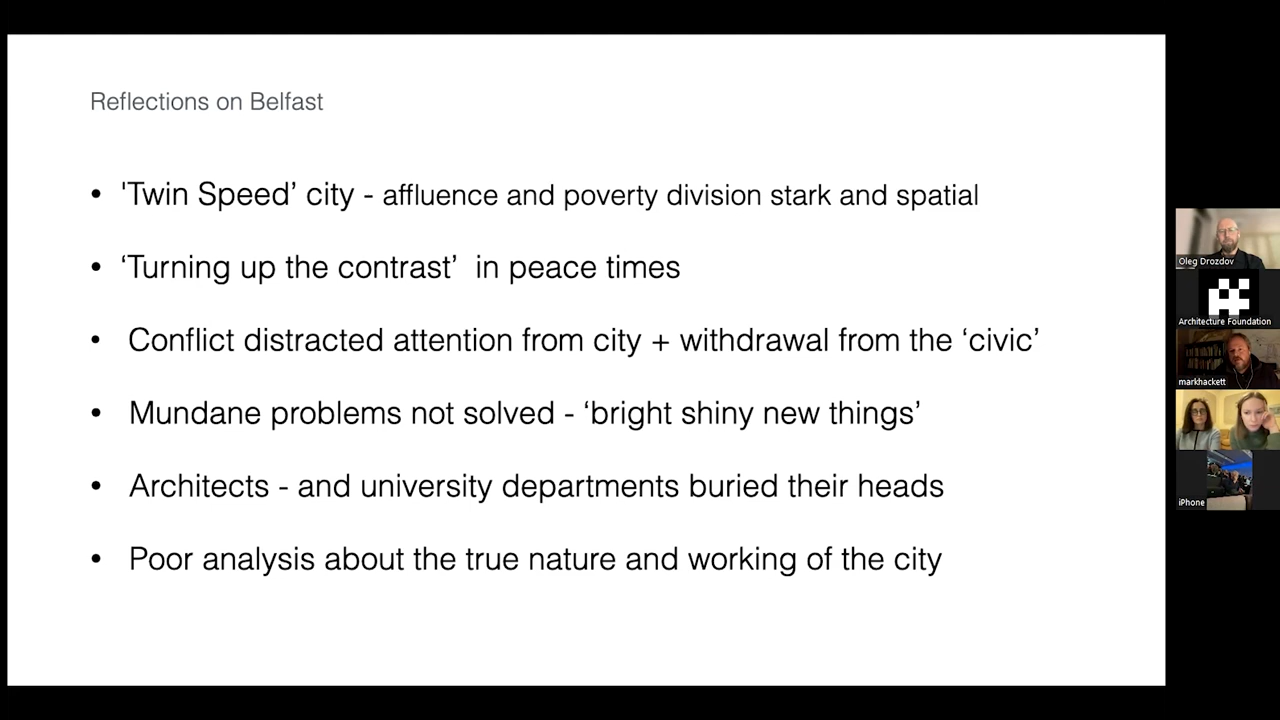 Reflections on Belfast
• 'Twin Speed’ city - affluence and poverty division stark and spatial
• ‘Turning up the contrast’ in peace times
• Conflict distracted attention from city + withdrawal from the ‘civic’
• Mundane problems not solved - ‘bright shiny new things’
• Architects - and university departments buried their heads
• Poor analysis about the true nature and working of the city
Oleg Drozdov
Architecture Foundation
markhackett
iPhone